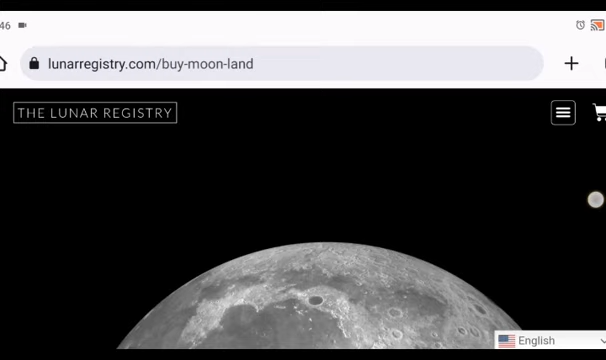 46
lunarregistry.com/buy-moon-land
THE LUNAR REGISTRY
English